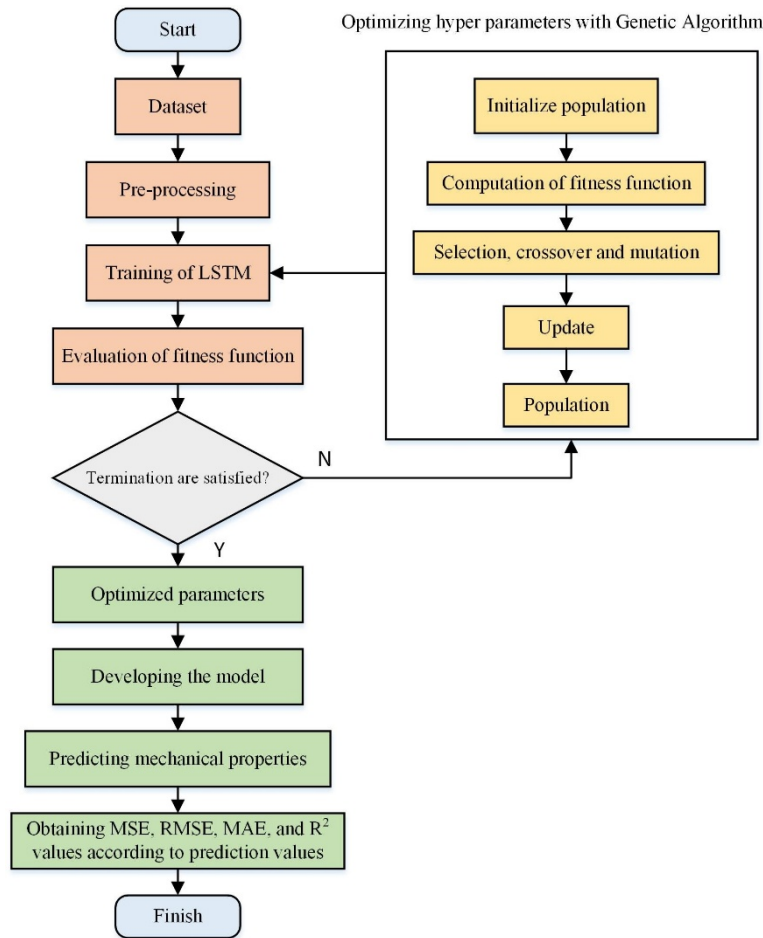 Start
Optimizing hyper parameters with Genetic Algorithm
Dataset
Pre-processing
Training of LSTM
Evaluation of fitness function
Termination are satisfied?
N
Y
Initialize population
Computation of fitness function
Selection, crossover and mutation
Update
Population
Optimized parameters
Developing the model
Predicting mechanical properties
Obtaining MSE, RMSE, MAE, and R²
values according to prediction values
Finish